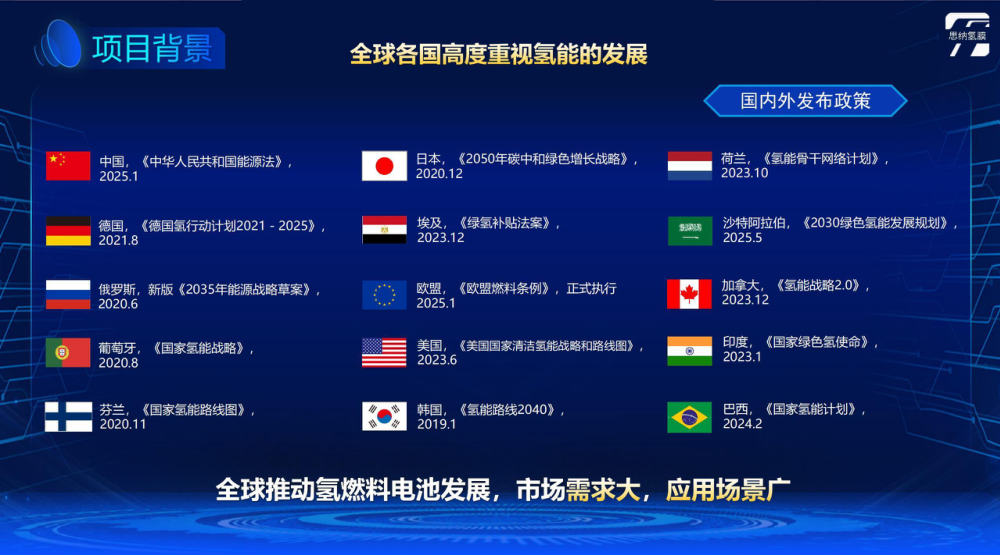 项目背景
全球各国高度重视氢能的发展
思纳氢膜
国内外发布政策
中国，《中华人民共和国能源法》，
2025.1
日本，《2050年碳中和绿色增长战略》，
2020.12
荷兰，《氢能骨干网络计划》，
2023.10
德国，《德国氢行动计划2021 - 2025》，
2021.8
埃及，《绿氢补贴法案》，
2023.12
沙特阿拉伯，《2030绿色氢能发展规划》，
2025.5
俄罗斯，新版《2035年能源战略草案》，
2020.6
欧盟，《欧盟燃料条例》，正式执行
2025.1
加拿大，《氢能战略2.0》，
2023.12
葡萄牙，《国家氢能战略》，
2020.8
美国，《美国国家清洁氢能战略和路线图》，
2023.6
印度，《国家绿色氢使命》，
2023.1
芬兰，《国家氢能路线图》，
2020.11
韩国，《氢能路线2040》，
2019.1
巴西，《国家氢能计划》，
2024.2
全球推动氢燃料电池发展，市场需求大，应用场景广